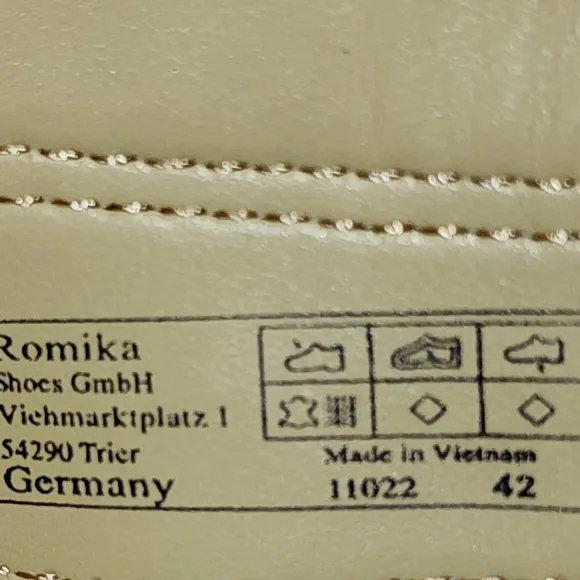 Romika
Shoes GmbH
Viehmarktplatz 1
54290 Trier
Germany
Made in Vietnam
11022 42